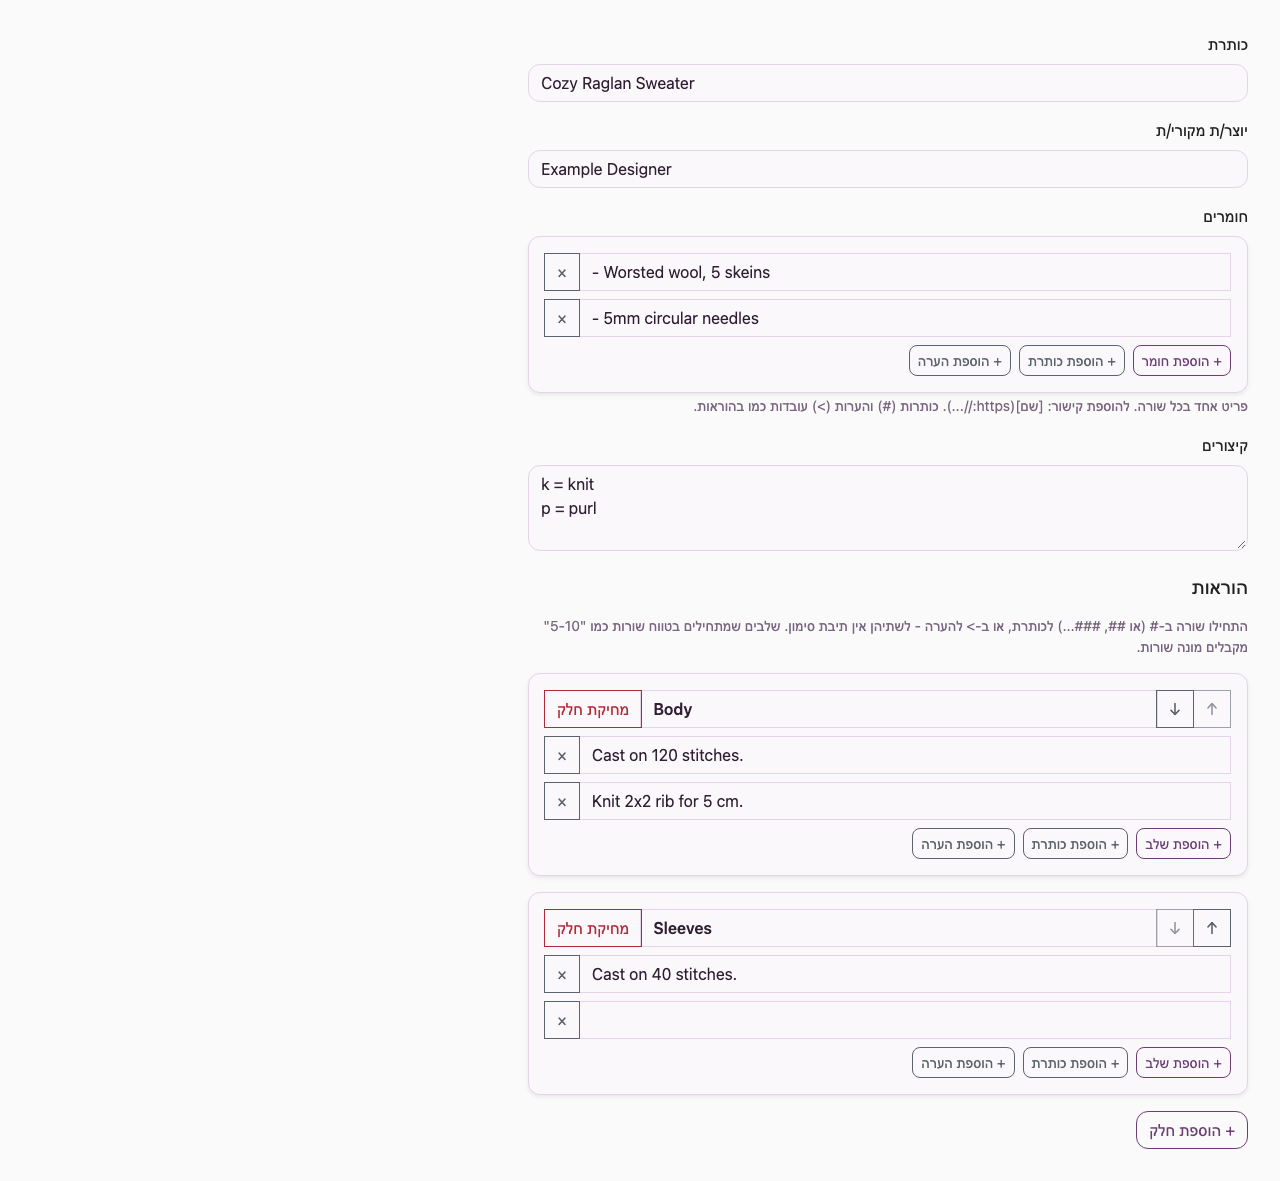 כותרת
Cozy Raglan Sweater
יוצר/ת מקורי/ת
Example Designer
חומרים
- Worsted wool, 5 skeins ×
- 5mm circular needles ×
+ הוספת חומר + הוספת כותרת + הוספת הערה
פריט אחד בכל שורה. להוספת קישור: [שם](https://...). כותרות (#) והערות (>) עובדות כמו בהוראות.
קיצורים
k = knit
p = purl
הוראות
התחילו שורה ב-# (או ##, ###...) לכותרת, או ב-> להערה - לשתיהן אין תיבת סימון. שלבים שמתחילים בטווח שורות כמו "5-10"
מקבלים מונה שורות.
↑ ↓ Body מחיקת חלק
Cast on 120 stitches. ×
Knit 2x2 rib for 5 cm. ×
+ הוספת שלב + הוספת כותרת + הוספת הערה
↑ ↓ Sleeves מחיקת חלק
Cast on 40 stitches. ×
×
+ הוספת שלב + הוספת כותרת + הוספת הערה
+ הוספת חלק